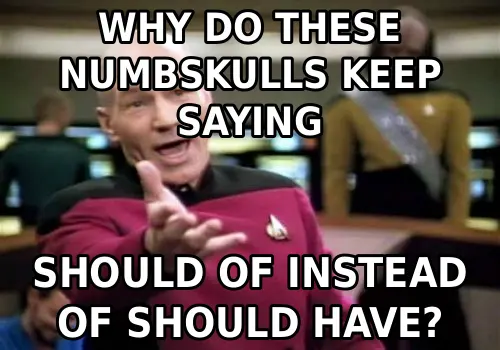 WHY DO THESE
NUMBSKULLS KEEP
SAYING
SHOULD OF INSTEAD
OF SHOULD HAVE?